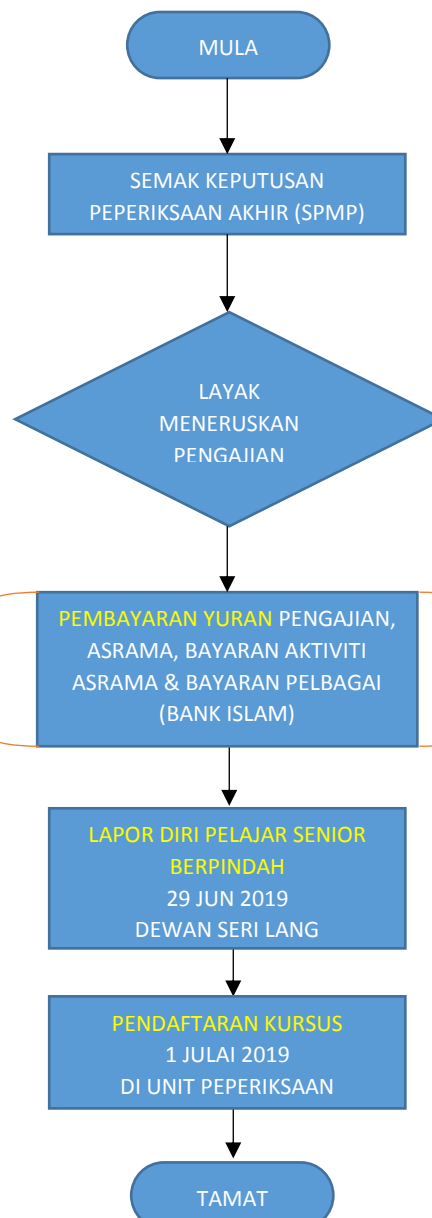 MULA
SEMAK KEPUTUSAN
PEPERIKSAAN AKHIR (SPMP)
LAYAK
MENERUSKAN
PENGAJIAN
PEMBAYARAN YURAN PENGAJIAN,
ASRAMA, BAYARAN AKTIVITI
ASRAMA & BAYARAN PELBAGAI
(BANK ISLAM)
LAPOR DIRI PELAJAR SENIOR
BERPINDAH
29 JUN 2019
DEWAN SERI LANG
PENDAFTARAN KURSUS
1 JULAI 2019
DI UNIT PEPERIKSAAN
TAMAT